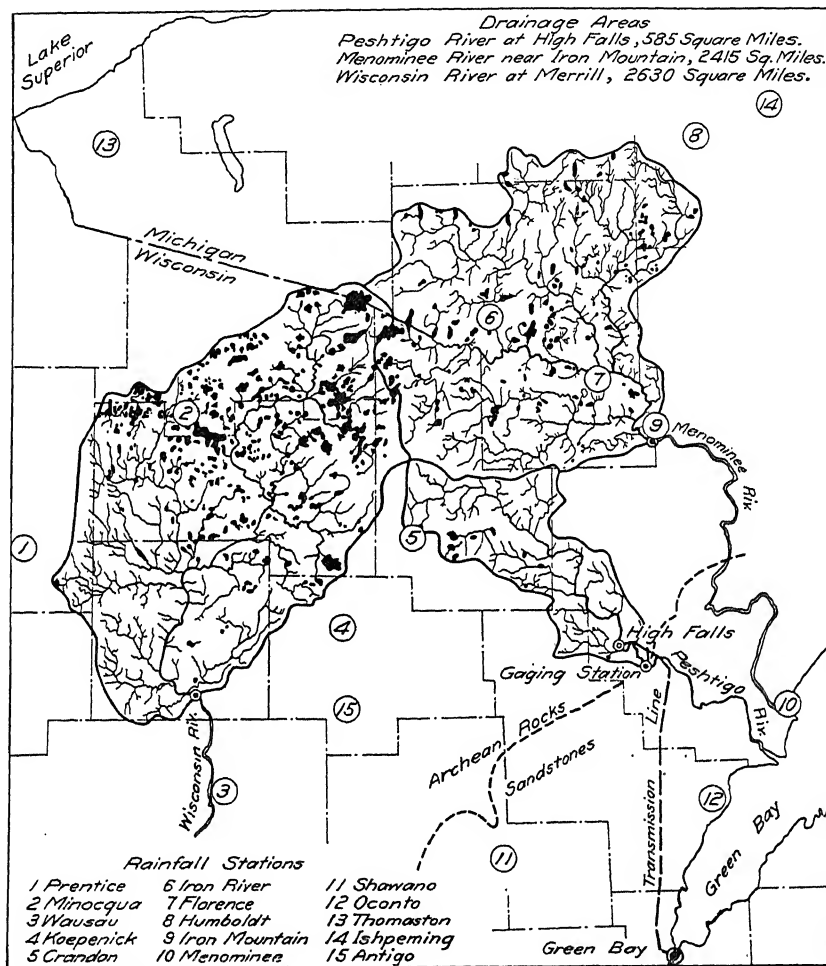 Drainage Areas
Peshtigo River at High Falls, 585 Square Miles.
Menominee River near Iron Mountain, 2415 Sq. Miles.
Wisconsin River at Merrill, 2630 Square Miles.
Lake
Superior
14
8
13
Michigan
Wisconsin
6
7
2
9
Menominee
Riv.
5
1
4
High Falls
Gaging Station
Peshtigo
Riv.
10
15
Archean Rocks
Sandstones
Transmission Line
Wisconsin Riv.
3
12
11
Green Bay
Rainfall Stations
1 Prentice 6 Iron River 11 Shawano
2 Minocqua 7 Florence 12 Oconto
3 Wausau 8 Humboldt 13 Thomaston
4 Koepenick 9 Iron Mountain 14 Ishpeming
5 Crandon 10 Menominee 15 Antigo
Green Bay